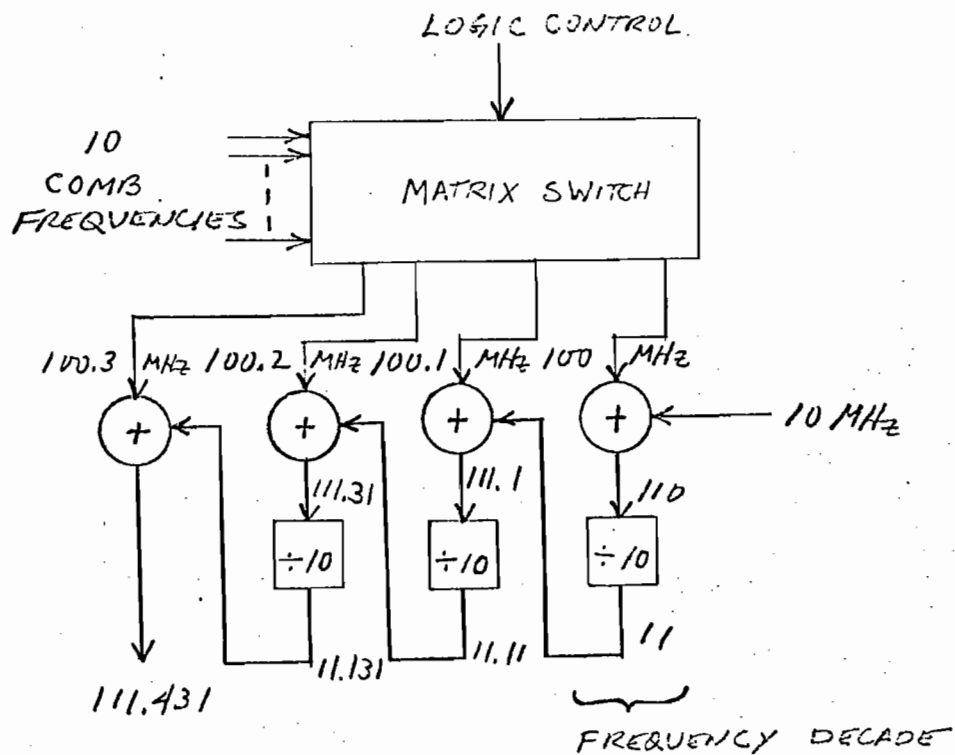 LOGIC CONTROL.
10
COMB
FREQUENCIES
MATRIX SWITCH
100.3 MHz 100.2 MHz 100.1 MHz 100 MHz
+ + + +
10 MHz
111.31 111.1 110
÷10 ÷10 ÷10
11.131 11.11 11
111.431
FREQUENCY DECADE